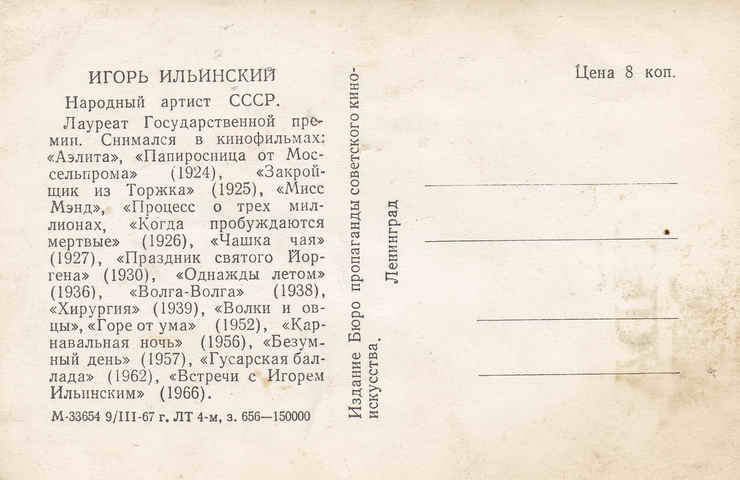 ИГОРЬ ИЛЬИНСКИЙ
Народный артист СССР.
Лауреат Государственной пре-
мии. Снимался в кинофильмах:
«Аэлита», «Папиросница от Мос-
сельпрома» (1924), «Закрой-
щик из Торжка» (1925), «Мисс
Мэнд», «Процесс о трех мил-
лионах, «Когда пробуждаются
мертвые» (1926), «Чашка чая»
(1927), «Праздник святого Йор-
гена» (1930), «Однажды летом»
(1936), «Волга-Волга» (1938),
«Хирургия» (1939), «Волки и ов-
цы», «Горе от ума» (1952), «Кар-
навальная ночь» (1956), «Безум-
ный день» (1957), «Гусарская бал-
лада» (1962), «Встречи с Игорем
Ильинским» (1966).
М-33654 9/III-67 г. ЛТ 4-м, з. 656—150000
Издание Бюро пропаганды советского кино-
искусства.
Ленинград
Цена 8 коп.